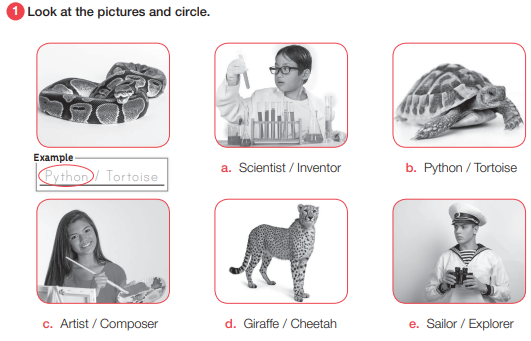 1 Look at the pictures and circle.
Example
Python / Tortoise
a. Scientist / Inventor
b. Python / Tortoise
c. Artist / Composer
d. Giraffe / Cheetah
e. Sailor / Explorer